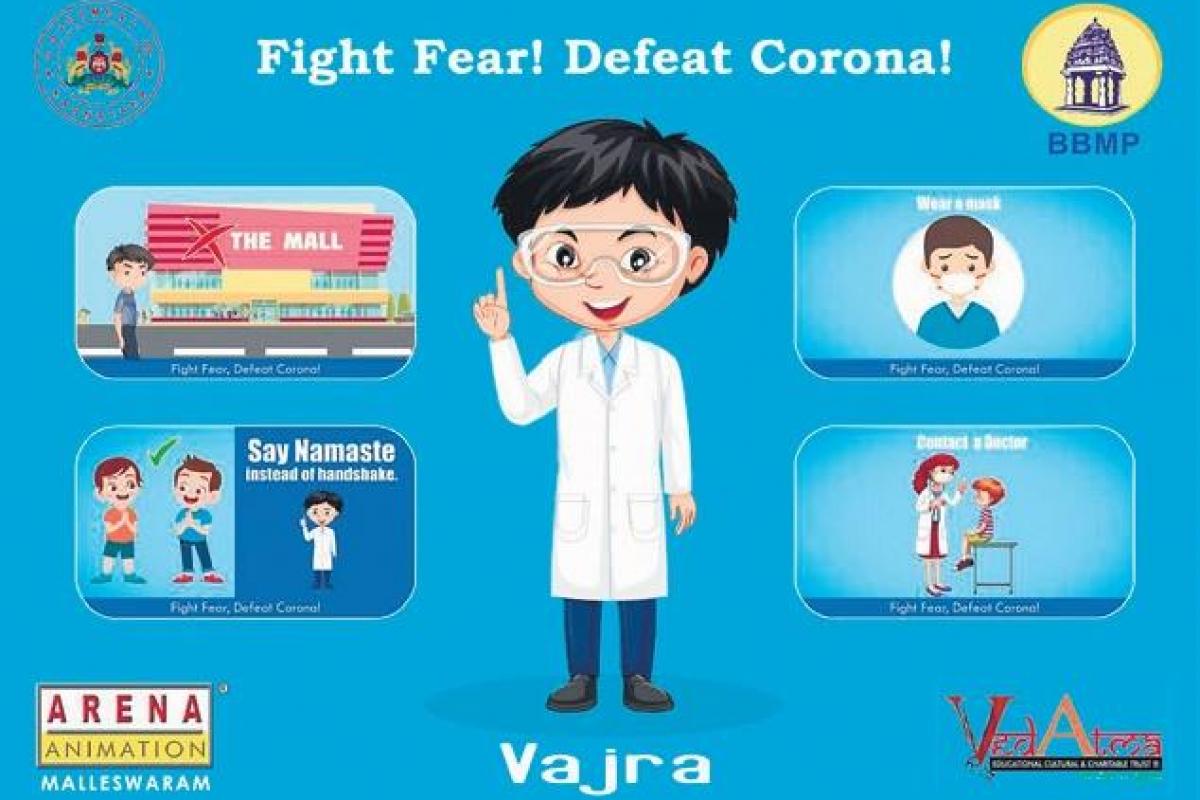 Fight Fear! Defeat Corona!
BBMP
THE MALL
Fight Fear, Defeat Corona!
Wear a mask
Fight Fear, Defeat Corona!
Say Namaste
instead of handshake.
Fight Fear, Defeat Corona!
Contact a Doctor
Fight Fear, Defeat Corona!
ARENA
ANIMATION
MALLESWARAM
Vajra
VedAtma
EDUCATIONAL CULTURAL & CHARITABLE TRUST ®